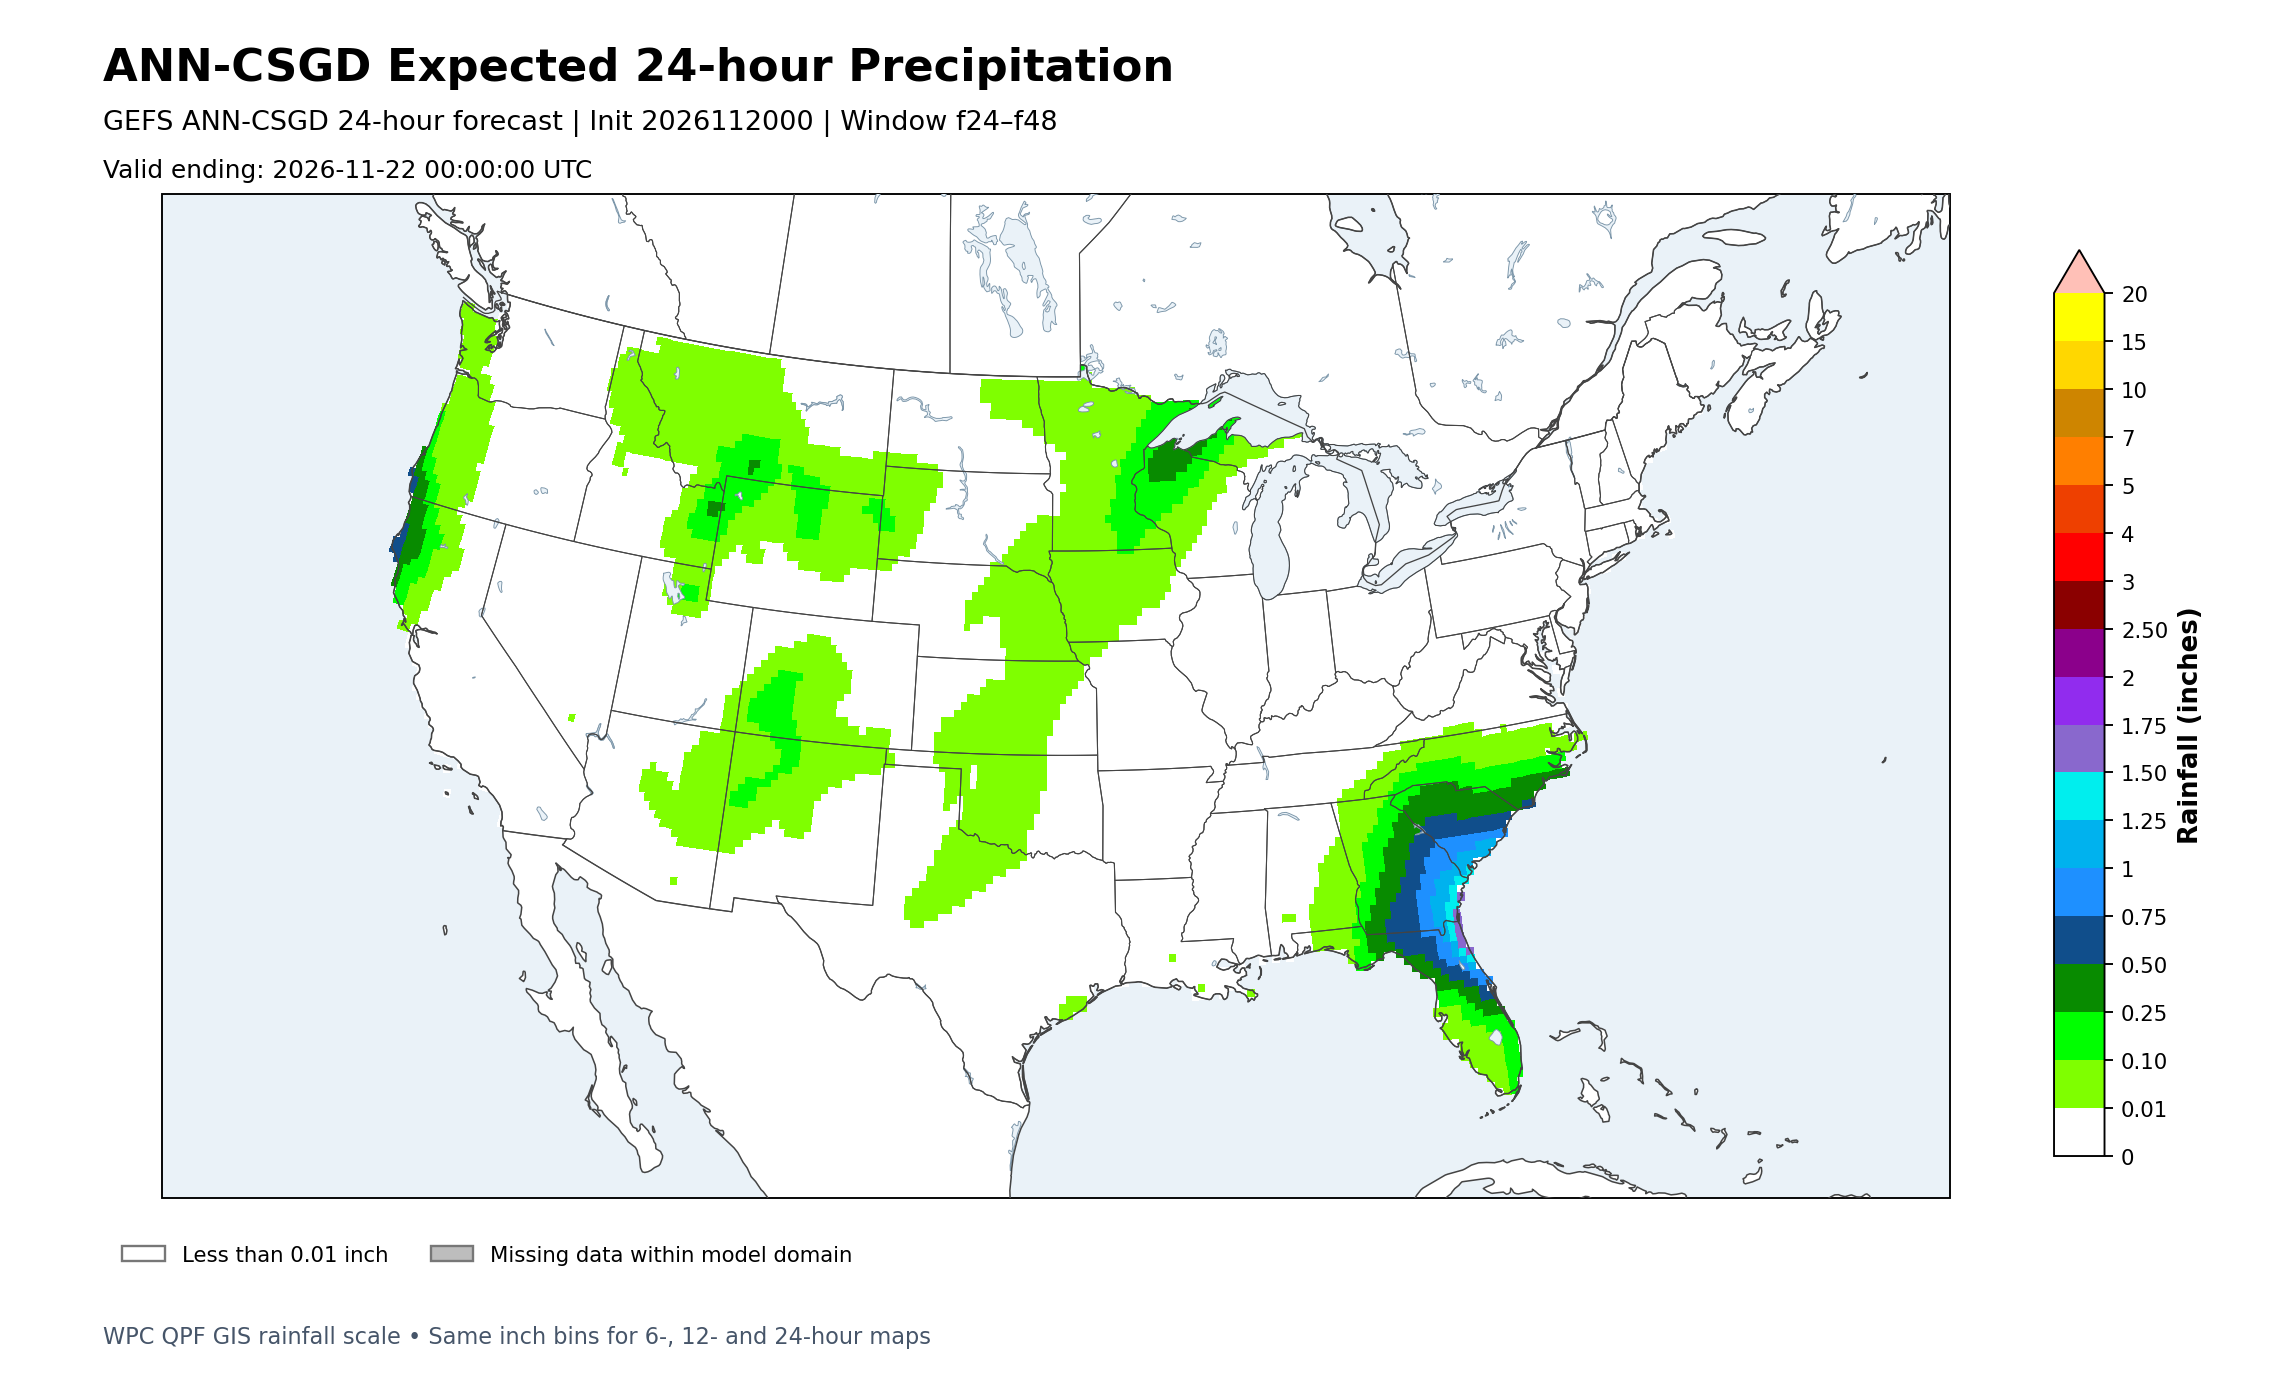 ANN-CSGD Expected 24-hour Precipitation
GEFS ANN-CSGD 24-hour forecast | Init 2026112000 | Window f24–f48
Valid ending: 2026-11-22 00:00:00 UTC
20
15
10
7
5
4
3
2.50
2
1.75
1.50
1.25
1
0.75
0.50
0.25
0.10
0.01
0
Rainfall (inches)
Less than 0.01 inch
Missing data within model domain
WPC QPF GIS rainfall scale • Same inch bins for 6-, 12- and 24-hour maps